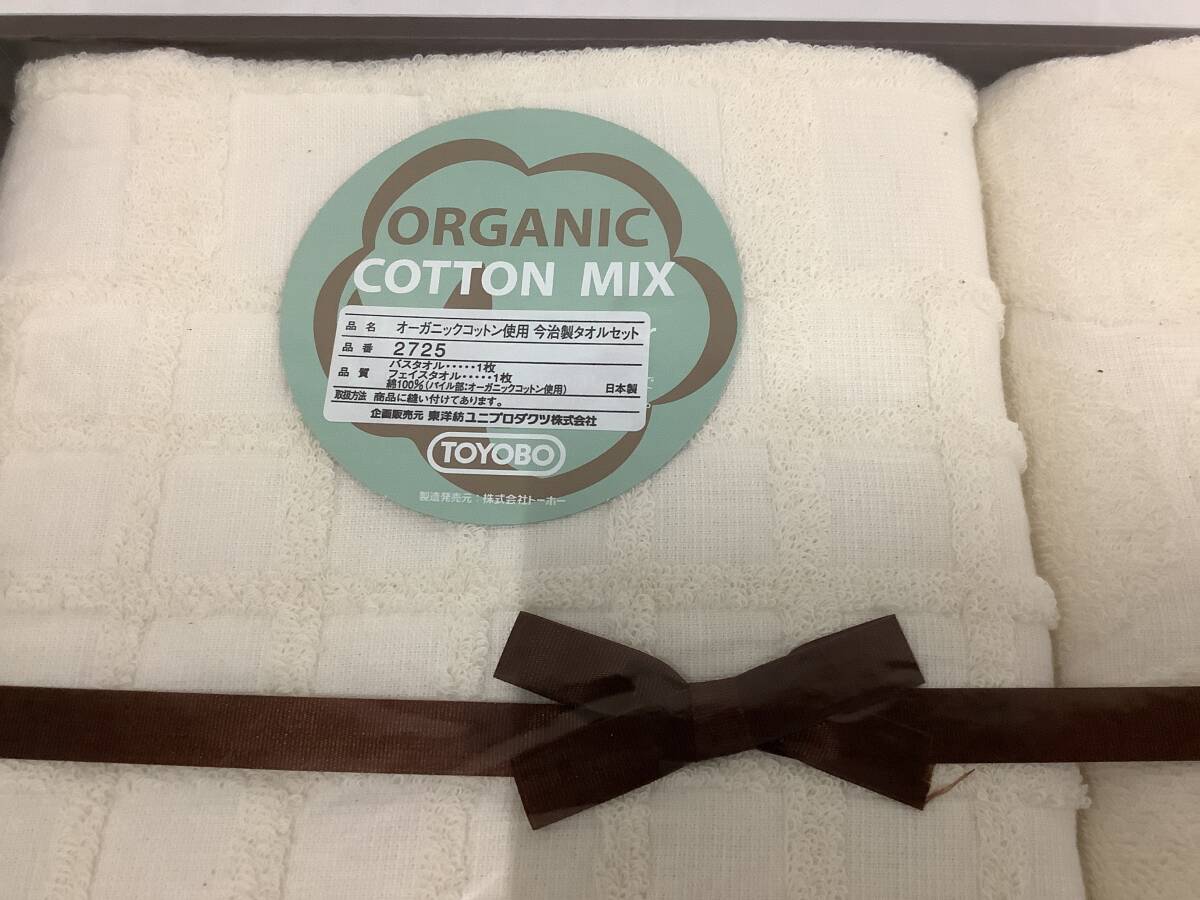 ORGANIC
COTTON MIX
品名 オーガニックコットン使用 今治製タオルセット
品番 2725
品質 バスタオル・・・・・1枚
フェイスタオル・・・・・1枚
綿100%(パイル部:オーガニックコットン使用) 日本製
取扱方法 商品に縫い付けてあります。
企画販売元 東洋紡ユニプロダクツ株式会社
TOYOBO
製造発売元:株式会社トーホー